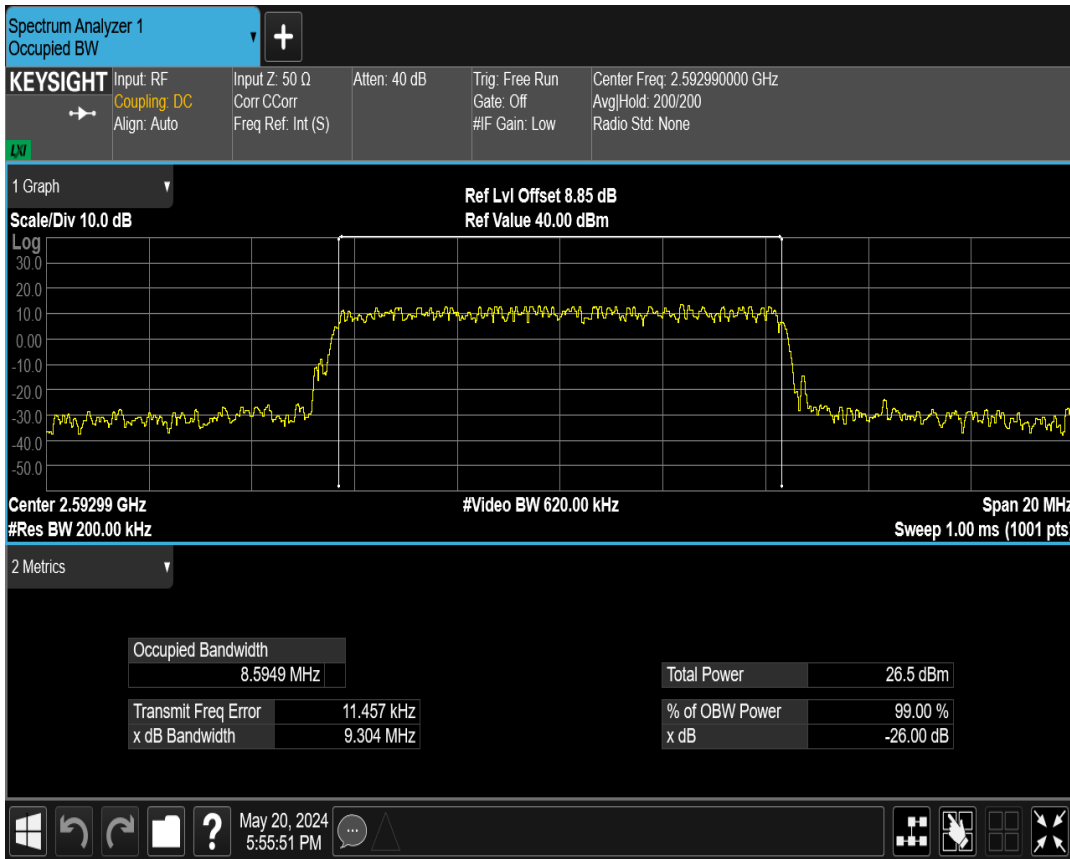 Spectrum Analyzer 1
Occupied BW
KEYSIGHT
LXI
Input: RF
Coupling: DC
Align: Auto
Input Z: 50 Ω
Corr CCorr
Freq Ref: Int (S)
Atten: 40 dB
Trig: Free Run
Gate: Off
#IF Gain: Low
Center Freq: 2.592990000 GHz
Avg|Hold: 200/200
Radio Std: None
1 Graph
Scale/Div 10.0 dB
Ref Lvl Offset 8.85 dB
Ref Value 40.00 dBm
Log
30.0
20.0
10.0
0.00
-10.0
-20.0
-30.0
-40.0
-50.0
Center 2.59299 GHz
#Video BW 620.00 kHz
Span 20 MHz
#Res BW 200.00 kHz
Sweep 1.00 ms (1001 pts)
2 Metrics
Occupied Bandwidth
8.5949 MHz
Transmit Freq Error 11.457 kHz
x dB Bandwidth 9.304 MHz
Total Power 26.5 dBm
% of OBW Power 99.00 %
x dB -26.00 dB
?
May 20, 2024
5:55:51 PM